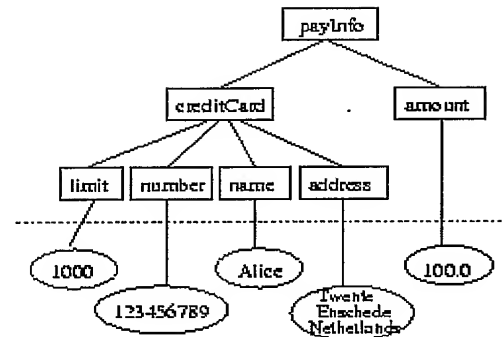 payInfo
creditCard
amount
limit
number
name
address
1000
Alice
100.0
123456789
Twente
Enschede
Netherlands